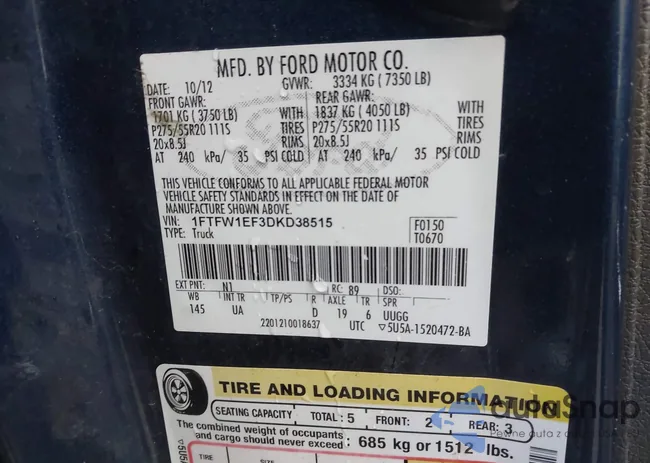 MFD. BY FORD MOTOR CO.
DATE: 10/12 GVWR: 3334 KG ( 7350 LB)
FRONT GAWR: REAR GAWR:
1701 KG ( 3750 LB) WITH 1837 KG ( 4050 LB) WITH
P275/55R20 111S TIRES P275/55R20 111S TIRES
20x8.5J RIMS 20x8.5J RIMS
AT 240 kPa/ 35 PSI COLD AT 240 kPa/ 35 PSI COLD
THIS VEHICLE CONFORMS TO ALL APPLICABLE FEDERAL MOTOR
VEHICLE SAFETY STANDARDS IN EFFECT ON THE DATE OF
MANUFACTURE SHOWN ABOVE.
VIN: 1FTFW1EF3DKD38515 F0150
TYPE: Truck T0670
EXT PNT: N1 RC: 89 DSO:
WB INT TR TP/PS R AXLE TR SPR
145 UA D 19 6 UUGG
2201210018637 UTC ▽5U5A-1520472-BA
TIRE AND LOADING INFORMATION
SEATING CAPACITY TOTAL: 5 FRONT: 2 REAR: 3
The combined weight of occupants
and cargo should never exceed : 685 kg or 1512 lbs.
TIRE
autaSnap
Pewne auta z